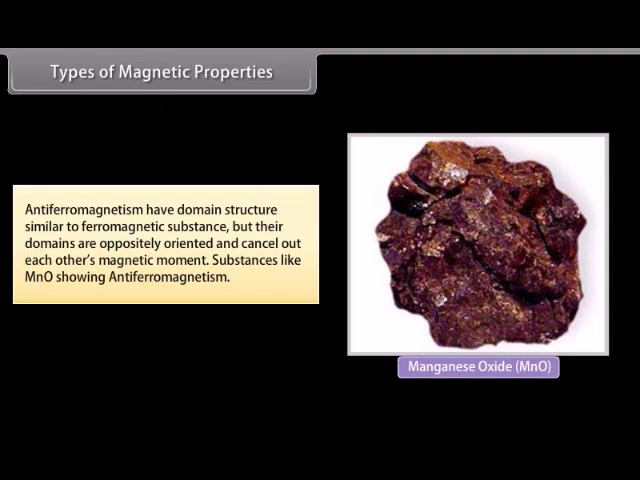 Types of Magnetic Properties
Antiferromagnetism have domain structure
similar to ferromagnetic substance, but their
domains are oppositely oriented and cancel out
each other's magnetic moment. Substances like
MnO showing Antiferromagnetism.
Manganese Oxide (MnO)